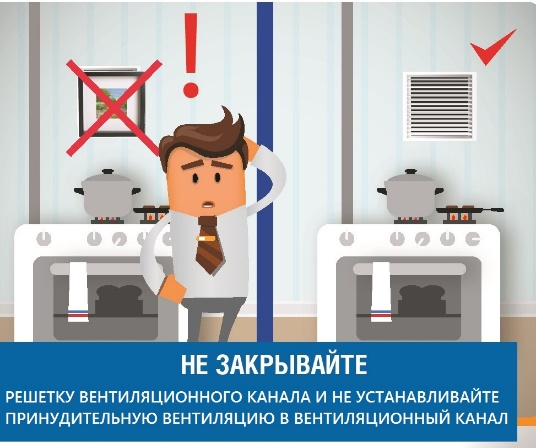 НЕ ЗАКРЫВАЙТЕ
РЕШЕТКУ ВЕНТИЛЯЦИОННОГО КАНАЛА И НЕ УСТАНАВЛИВАЙТЕ
ПРИНУДИТЕЛЬНУЮ ВЕНТИЛЯЦИЮ В ВЕНТИЛЯЦИОННЫЙ КАНАЛ